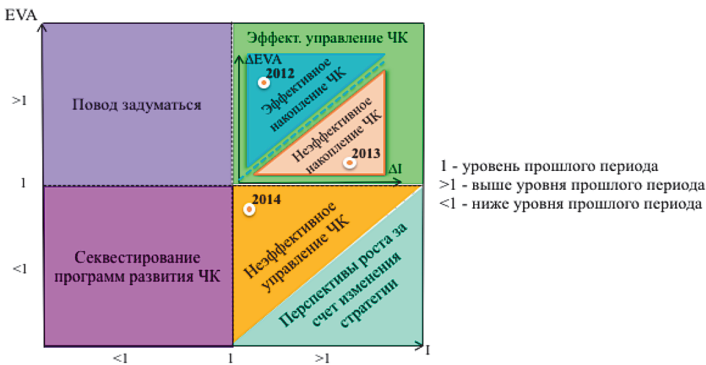 EVA
Эффект. управление ЧК
ΔEVA
2012
Эффективное
накопление ЧК
Неэффективное
накопление ЧК
2013
ΔI
>1
Повод задуматься
1 - уровень прошлого периода
>1 - выше уровня прошлого периода
<1 - ниже уровня прошлого периода
1
2014
Неэффективное
управление ЧК
Секвестирование
программ развития ЧК
<1
Перспективы роста за
счет изменения
стратегии
<1
1
>1
I